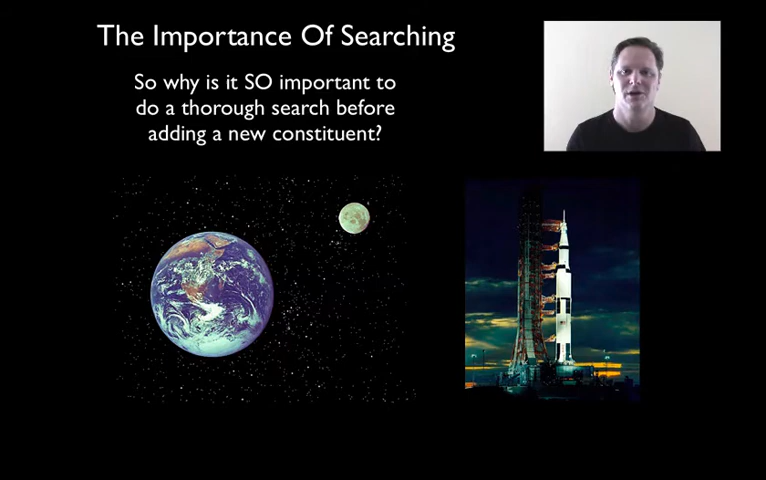 The Importance Of Searching
So why is it SO important to
do a thorough search before
adding a new constituent?